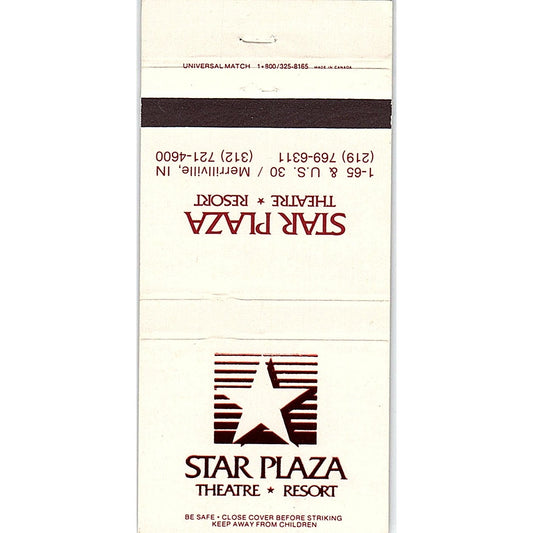 UNIVERSAL MATCH 1•800/325-8165 MADE IN CANADA
STAR PLAZA
THEATRE ★ RESORT
1-65 & U.S. 30 / Merrillville, IN
(219) 769-6311 (312) 721-4600
STAR PLAZA
THEATRE ★ RESORT
BE SAFE • CLOSE COVER BEFORE STRIKING
KEEP AWAY FROM CHILDREN